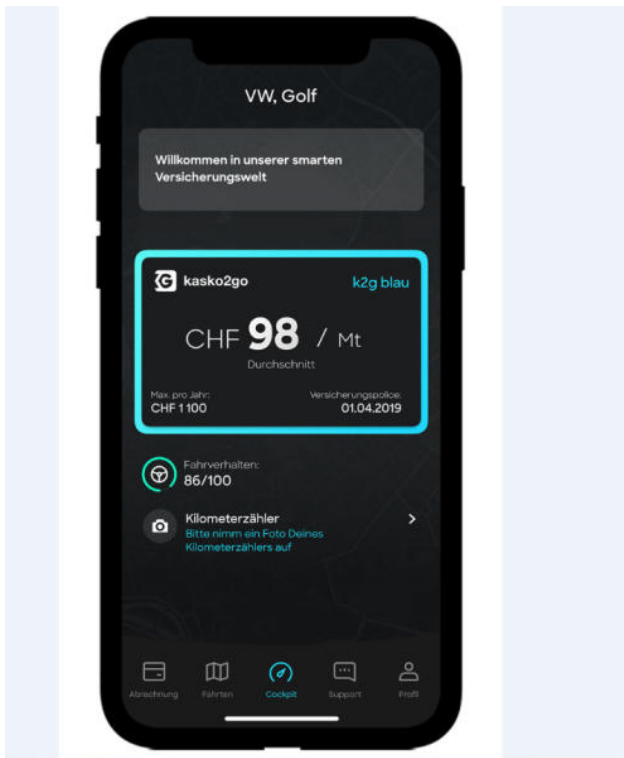 VW, Golf
Willkommen in unserer smarten
Versicherungswelt
kasko2go
k2g blau
CHF 98 / Mt
Durchschnitt
Max. pro Jahr:
CHF 1 100
Versicherungspolice:
01.04.2019
Fahrverhalten:
86/100
Kilometerzähler
Bitte nimm ein Foto Deines
Kilometerzählers auf
Abrechnung
Fahrten
Cockpit
Support
Profil